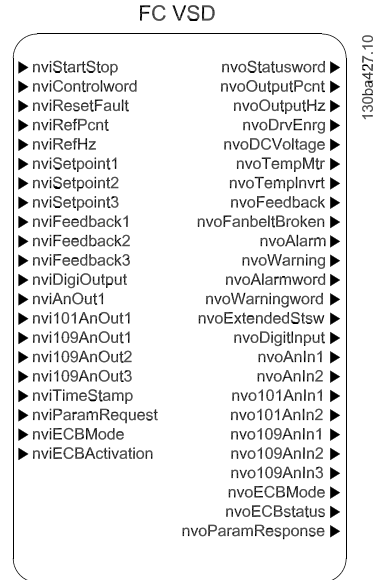 FC VSD
nviStartStop
nviControlword
nviResetFault
nviRefPcnt
nviRefHz
nviSetpoint1
nviSetpoint2
nviSetpoint3
nviFeedback1
nviFeedback2
nviFeedback3
nviDigiOutput
nviAnOut1
nvi101AnOut1
nvi109AnOut1
nvi109AnOut2
nvi109AnOut3
nviTimeStamp
nviParamRequest
nviECBMode
nviECBActivation
nvoStatusword
nvoOutputPcnt
nvoOutputHz
nvoDrvEnrg
nvoDCVoltage
nvoTempMtr
nvoTempInvrt
nvoFeedback
nvoFanbeltBroken
nvoAlarm
nvoWarning
nvoAlarmword
nvoWarningword
nvoExtendedStsw
nvoDigitInput
nvoAnIn1
nvoAnIn2
nvo101AnIn1
nvo101AnIn2
nvo109AnIn1
nvo109AnIn2
nvo109AnIn3
nvoECBMode
nvoECBstatus
nvoParamResponse
130ba427.10